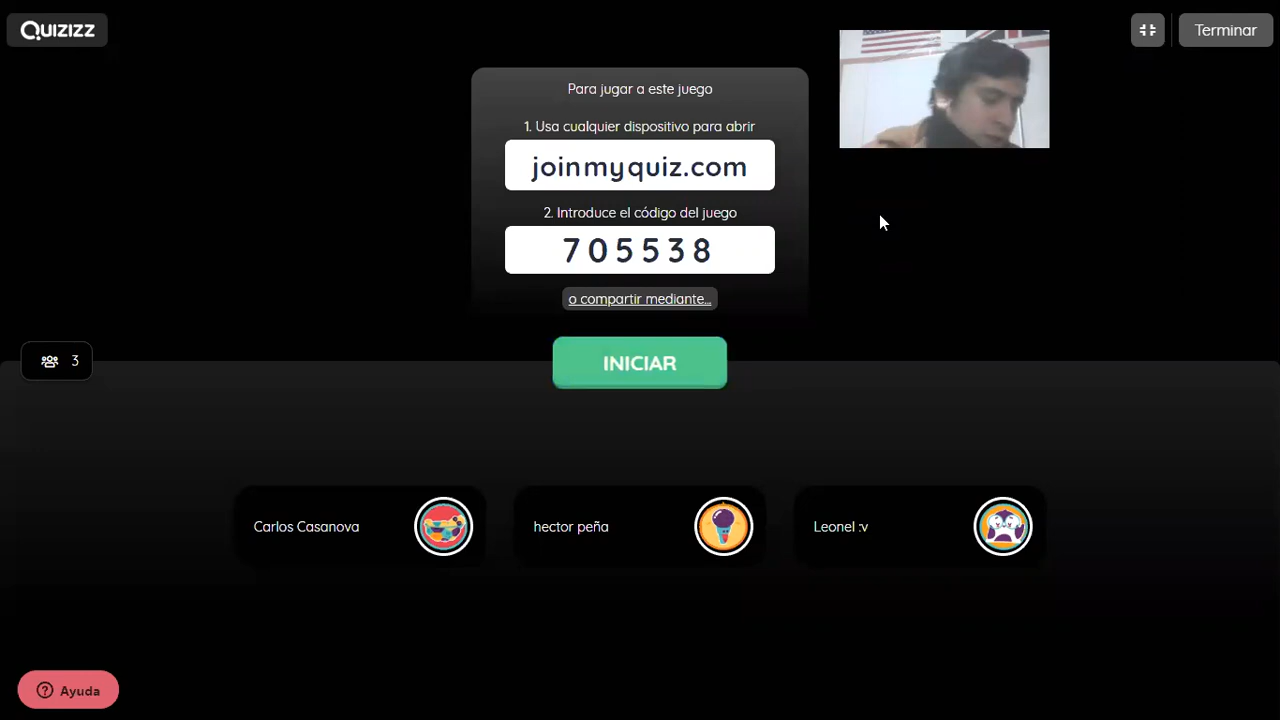 Quizizz
Terminar
Para jugar a este juego
1. Usa cualquier dispositivo para abrir
joinmyquiz.com
2. Introduce el código del juego
705538
o compartir mediante...
3
INICIAR
Carlos Casanova
hector peña
Leonel :v
Ayuda